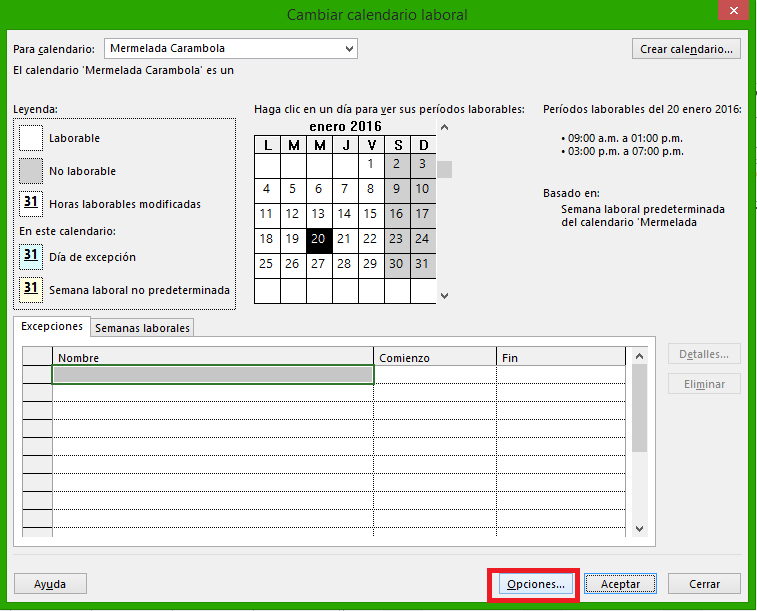 Cambiar calendario laboral
Para calendario: Mermelada Carambola
Crear calendario...
El calendario 'Mermelada Carambola' es un
Leyenda:
Laborable
No laborable
31 Horas laborables modificadas
En este calendario:
31 Día de excepción
31 Semana laboral no predeterminada
Haga clic en un día para ver sus períodos laborables:
enero 2016
L M M J V S D
1 2 3
4 5 6 7 8 9 10
11 12 13 14 15 16 17
18 19 20 21 22 23 24
25 26 27 28 29 30 31
Períodos laborables del 20 enero 2016:
• 09:00 a.m. a 01:00 p.m.
• 03:00 p.m. a 07:00 p.m.
Basado en:
Semana laboral predeterminada
del calendario 'Mermelada
Excepciones Semanas laborales
Nombre Comienzo Fin
Detalles...
Eliminar
Ayuda Opciones... Aceptar Cerrar